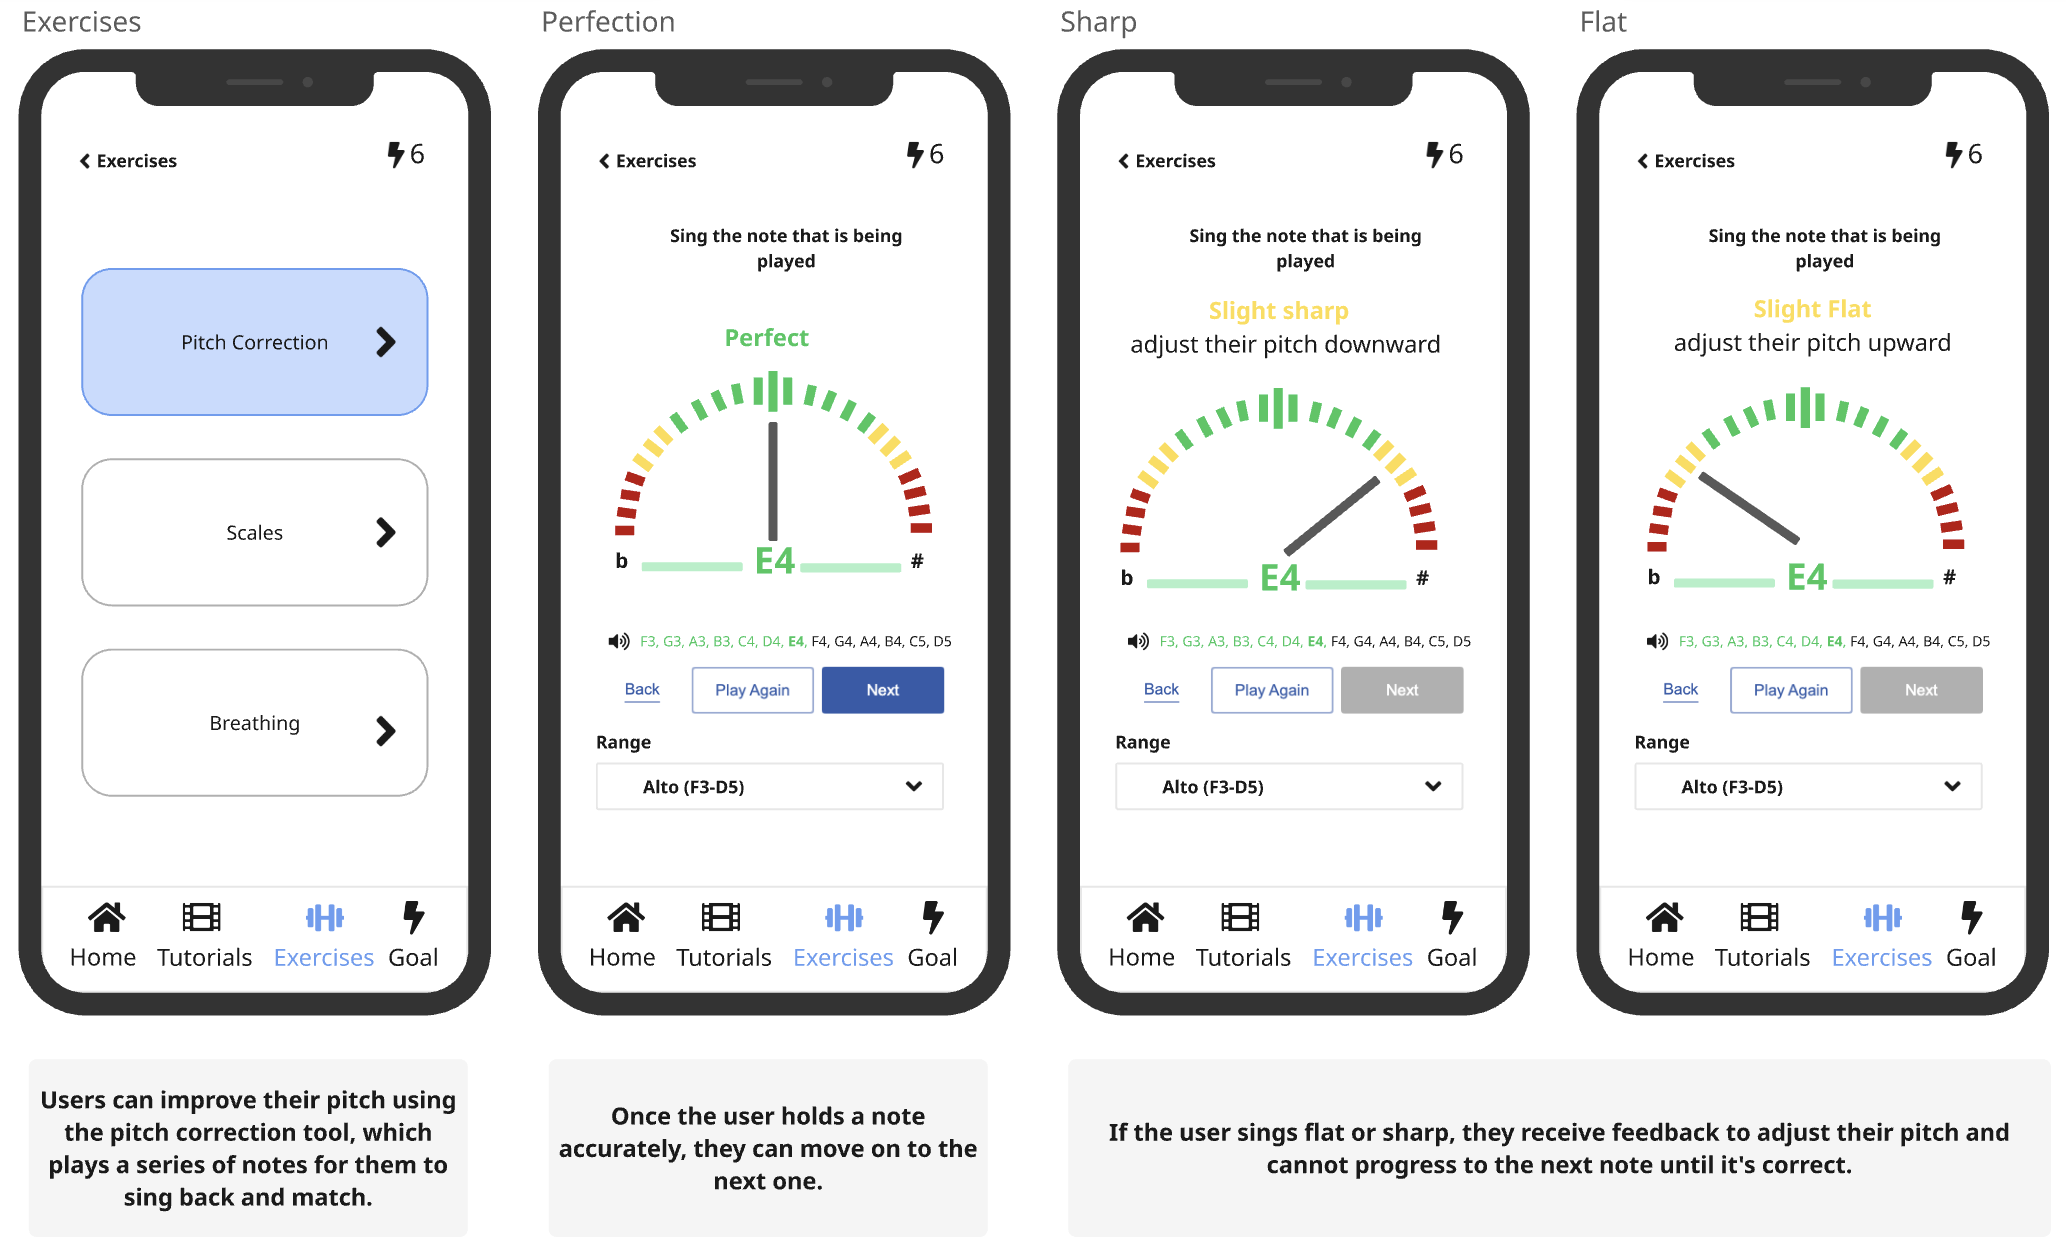 Exercises
Exercises
6
Pitch Correction
Scales
Breathing
Home Tutorials Exercises Goal
Users can improve their pitch using
the pitch correction tool, which
plays a series of notes for them to
sing back and match.
Perfection
Exercises
6
Sing the note that is being
played
Perfect
b E4 #
F3, G3, A3, B3, C4, D4, E4, F4, G4, A4, B4, C5, D5
Back Play Again Next
Range
Alto (F3-D5)
Home Tutorials Exercises Goal
Once the user holds a note
accurately, they can move on to the
next one.
Sharp
Exercises
6
Sing the note that is being
played
Slight sharp
adjust their pitch downward
b E4 #
F3, G3, A3, B3, C4, D4, E4, F4, G4, A4, B4, C5, D5
Back Play Again Next
Range
Alto (F3-D5)
Home Tutorials Exercises Goal
Flat
Exercises
6
Sing the note that is being
played
Slight Flat
adjust their pitch upward
b E4 #
F3, G3, A3, B3, C4, D4, E4, F4, G4, A4, B4, C5, D5
Back Play Again Next
Range
Alto (F3-D5)
Home Tutorials Exercises Goal
If the user sings flat or sharp, they receive feedback to adjust their pitch and
cannot progress to the next note until it's correct.